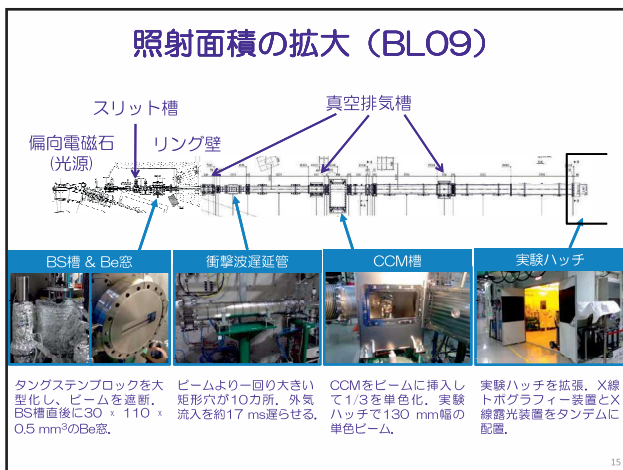 照射面積の拡大（BL09）
スリット槽
真空排気槽
偏向電磁石
(光源)
リング壁
BS槽 & Be窓
衝撃波遅延管
CCM槽
実験ハッチ
タングステンブロックを大
型化し、ビームを遮断.
BS槽直後に30 x 110 x
0.5 mm³のBe窓.
ビームより一回り大きい
矩形穴が10カ所. 外気
流入を約17 ms遅らせる.
CCMをビームに挿入し
て1/3を単色化. 実験
ハッチで130 mm幅の
単色ビーム.
実験ハッチを拡張. X線
トポグラフィー装置とX
線露光装置をタンデムに
配置.
15